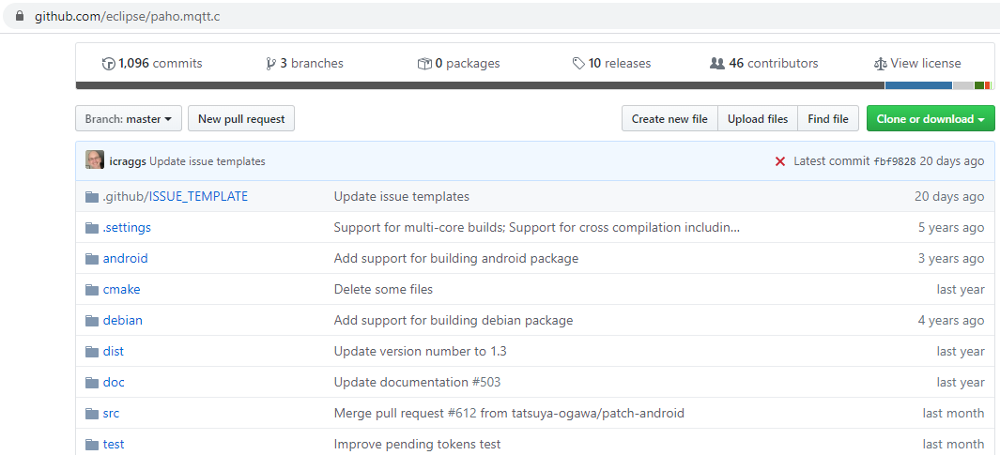 github.com/eclipse/paho.mqtt.c
1,096 commits 3 branches 0 packages 10 releases 46 contributors View license
Branch: master New pull request Create new file Upload files Find file Clone or download
icraggs Update issue templates Latest commit fbf9828 20 days ago
.github/ISSUE_TEMPLATE Update issue templates 20 days ago
.settings Support for multi-core builds; Support for cross compilation includin... 5 years ago
android Add support for building android package 3 years ago
cmake Delete some files last year
debian Add support for building debian package 4 years ago
dist Update version number to 1.3 last year
doc Update documentation #503 last year
src Merge pull request #612 from tatsuya-ogawa/patch-android last month
test Improve pending tokens test last month